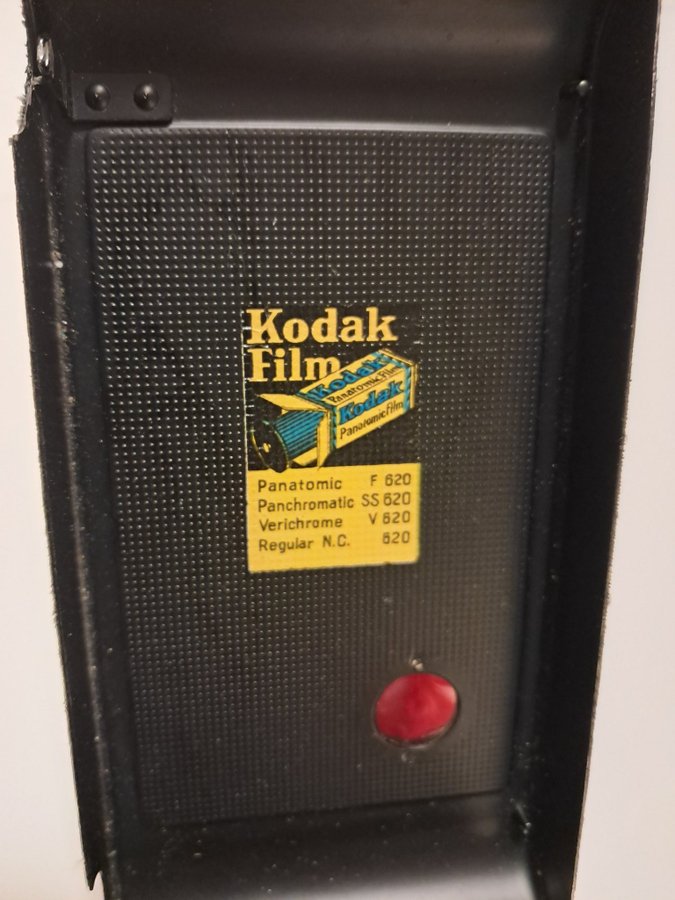 Kodak
Film
Kodak
Panatomic Film
Kodak
Panatomic Film
Panatomic F 620
Panchromatic SS 620
Verichrome V 620
Regular N.C. 620